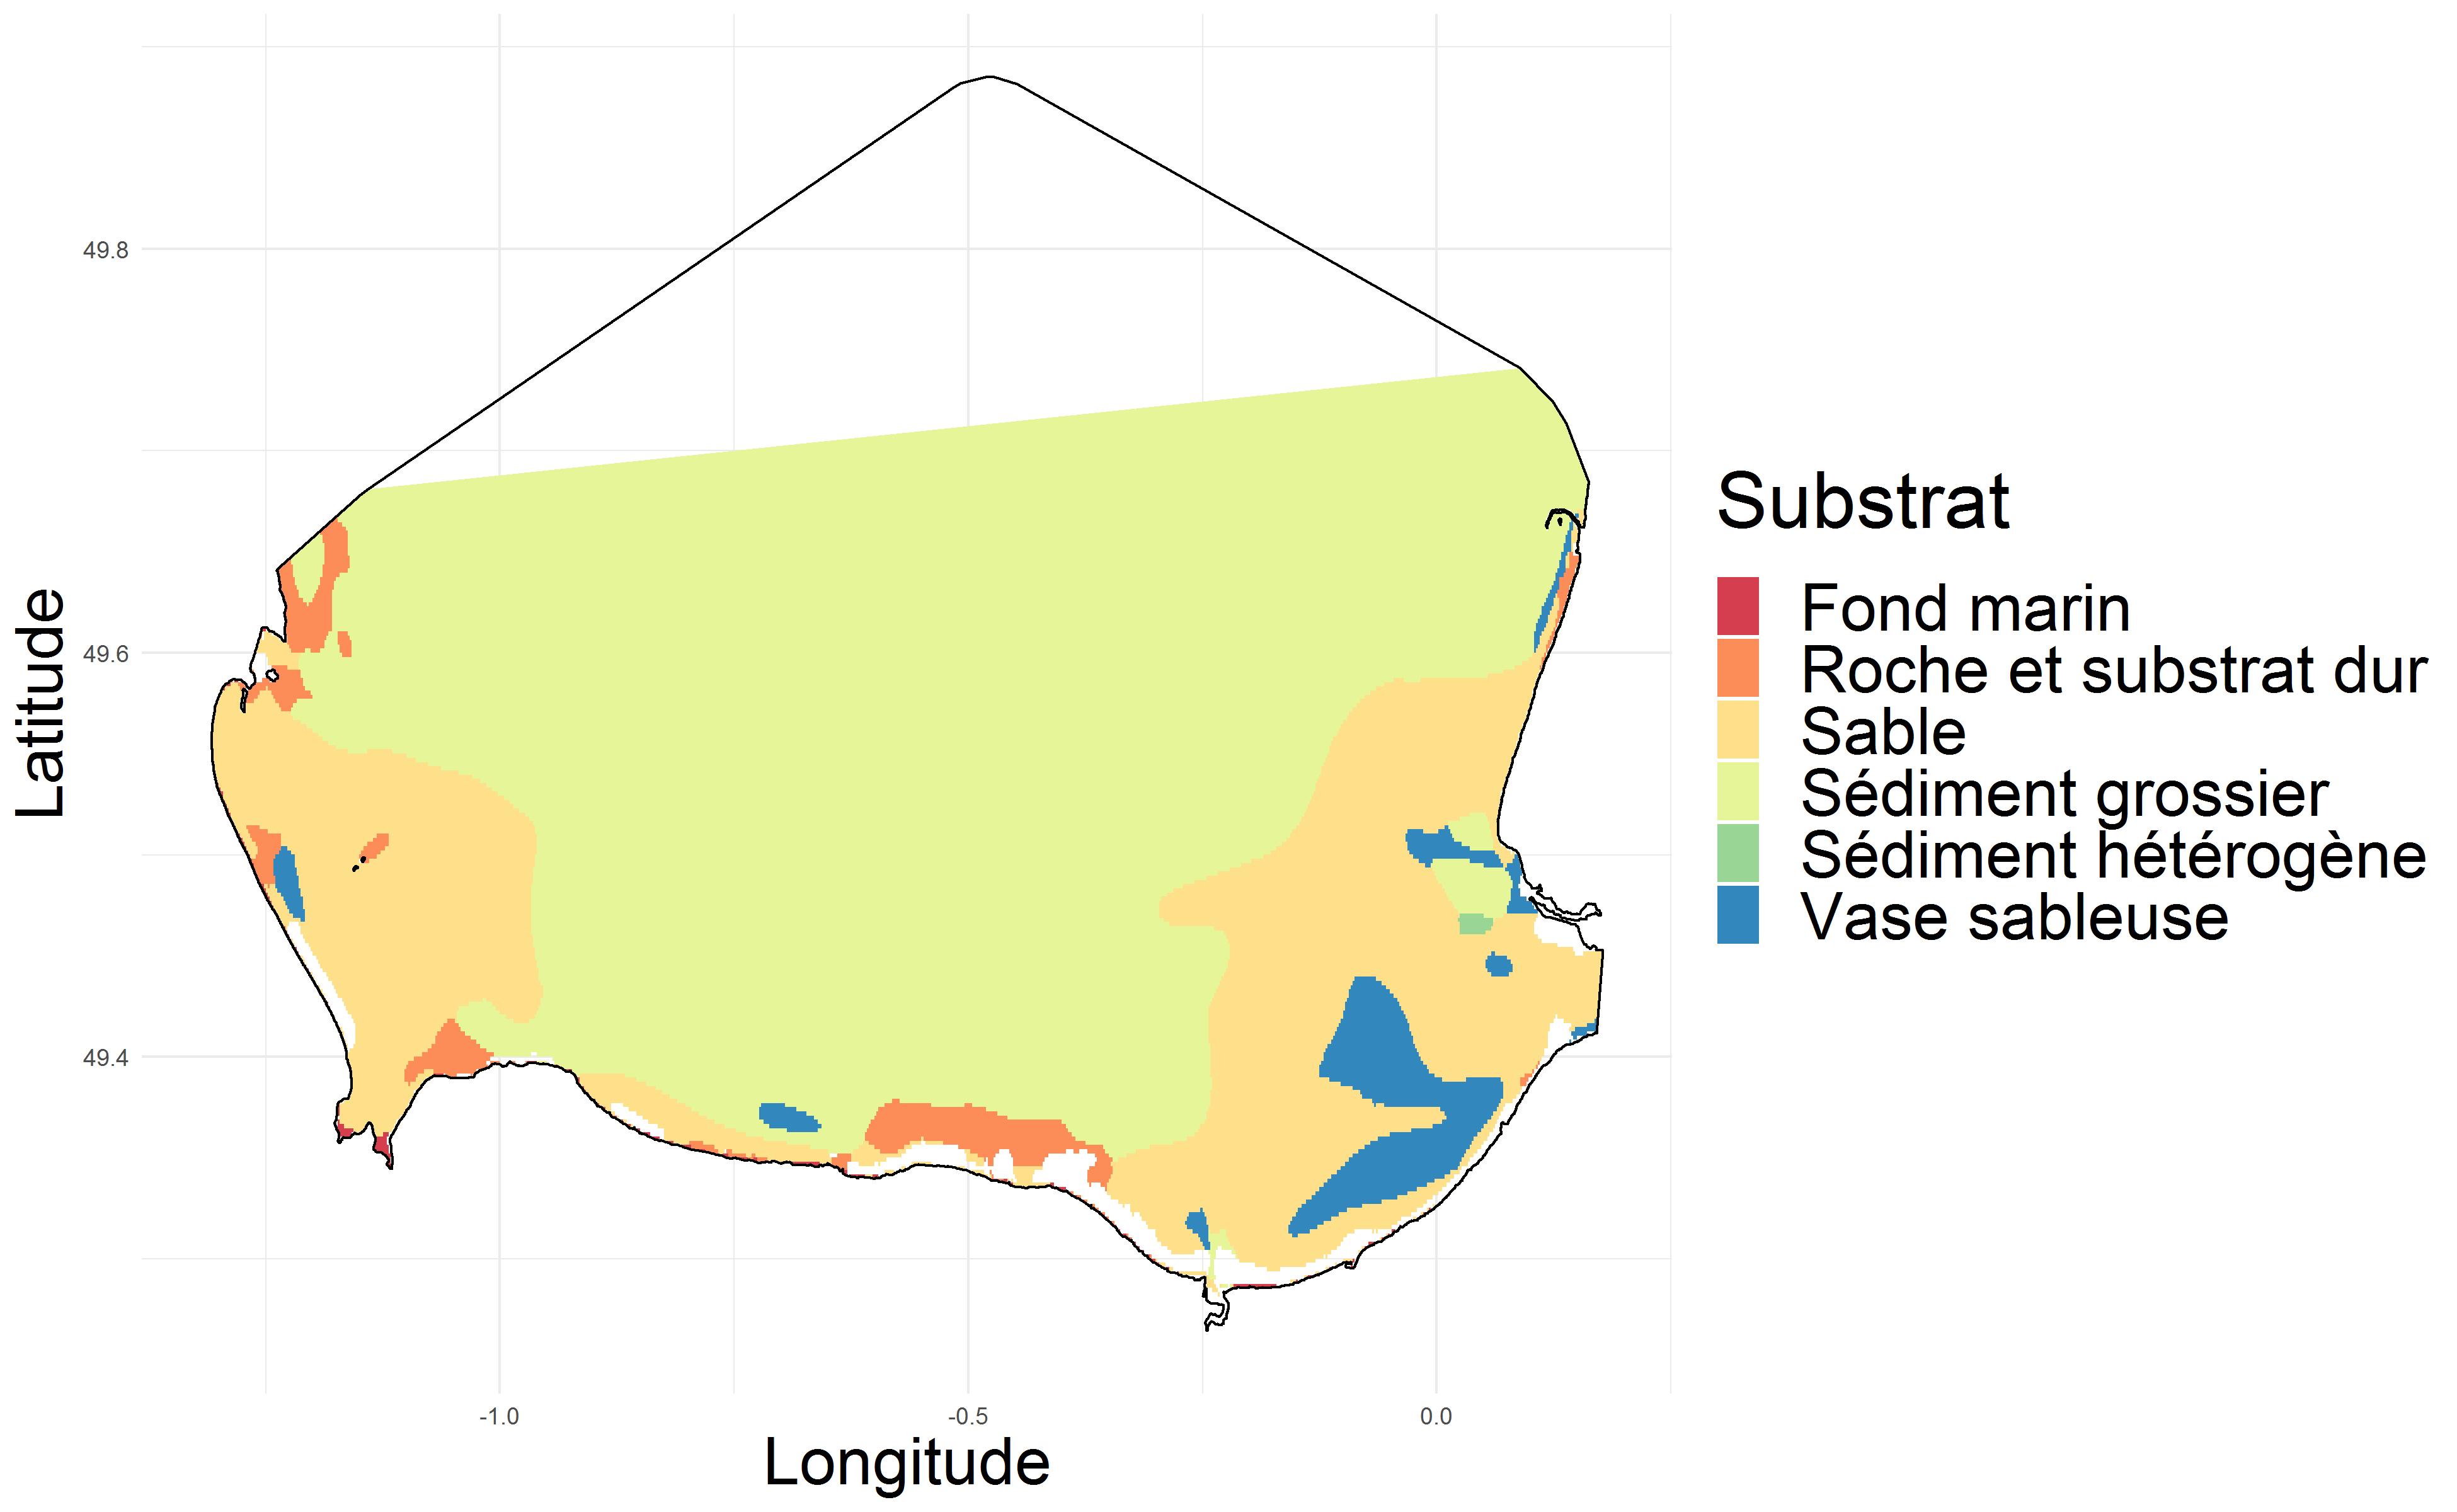 Latitude
49.8
49.6
49.4
-1.0
-0.5
0.0
Longitude
Substrat
Fond marin
Roche et substrat dur
Sable
Sédiment grossier
Sédiment hétérogène
Vase sableuse